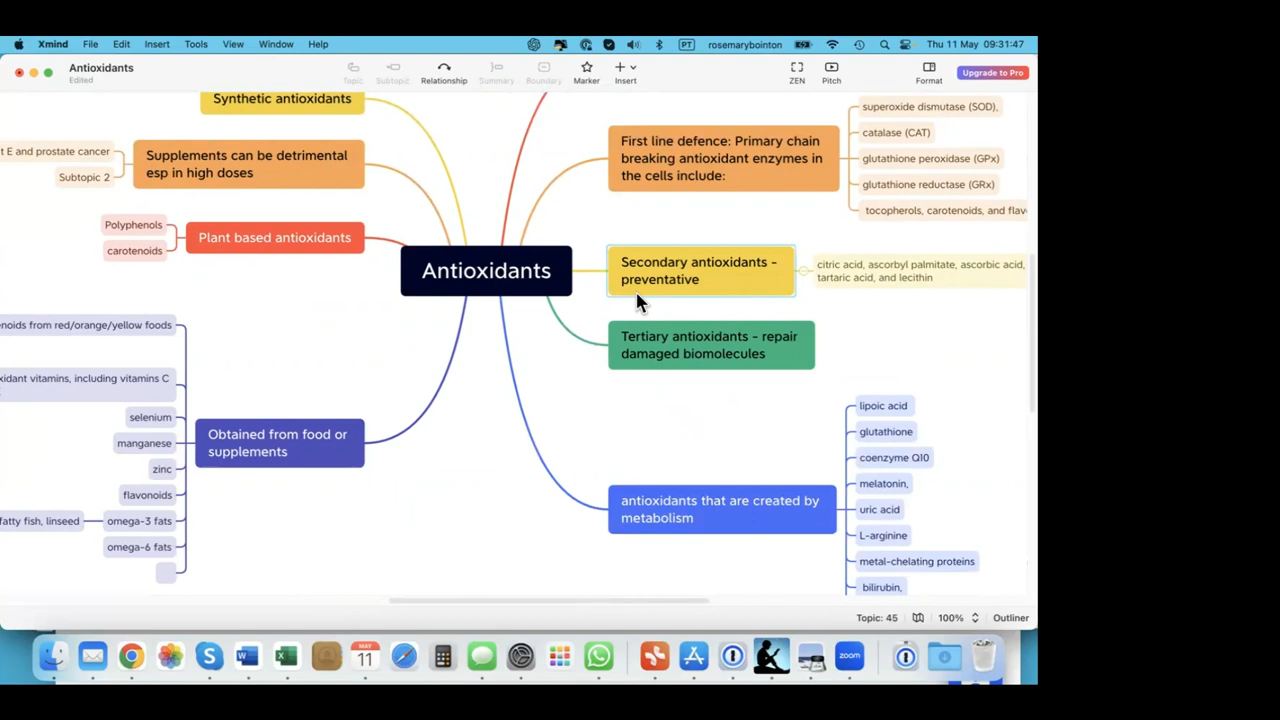 Xmind File Edit Insert Tools View Window Help PT rosemarybointon Thu 11 May 09:31:47
Antioxidants
Edited
Topic Subtopic Relationship Summary Boundary Marker Insert ZEN Pitch Format Upgrade to Pro
Synthetic antioxidants
Supplements can be detrimental
esp in high doses
t E and prostate cancer
Subtopic 2
Plant based antioxidants
Polyphenols
carotenoids
Antioxidants
First line defence: Primary chain
breaking antioxidant enzymes in
the cells include:
superoxide dismutase (SOD),
catalase (CAT)
glutathione peroxidase (GPx)
glutathione reductase (GRx)
tocopherols, carotenoids, and flav
Secondary antioxidants -
preventative
citric acid, ascorbyl palmitate, ascorbic acid,
tartaric acid, and lecithin
Tertiary antioxidants - repair
damaged biomolecules
antioxidants that are created by
metabolism
lipoic acid
glutathione
coenzyme Q10
melatonin,
uric acid
L-arginine
metal-chelating proteins
bilirubin,
Obtained from food or
supplements
enoids from red/orange/yellow foods
xidant vitamins, including vitamins C
selenium
manganese
zinc
flavonoids
omega-3 fats
fatty fish, linseed
omega-6 fats
Topic: 45 100% Outliner
MAY
11
zoom